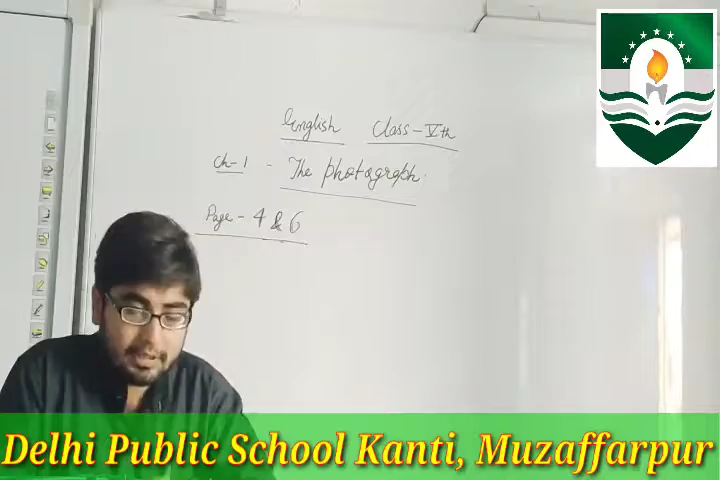 English Class - Vth
Ch-1 - The Photograph.
Page - 4 & 6
Delhi Public School Kanti, Muzaffarpur